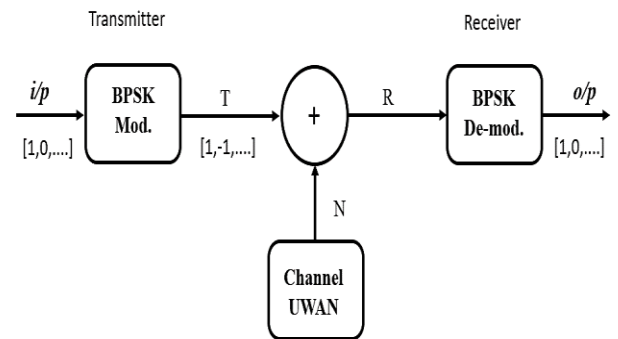 Transmitter
Receiver
i/p
BPSK
Mod.
T
+
R
BPSK
De-mod.
o/p
[1,0,....]
[1,-1,....]
[1,0,....]
N
Channel
UWAN